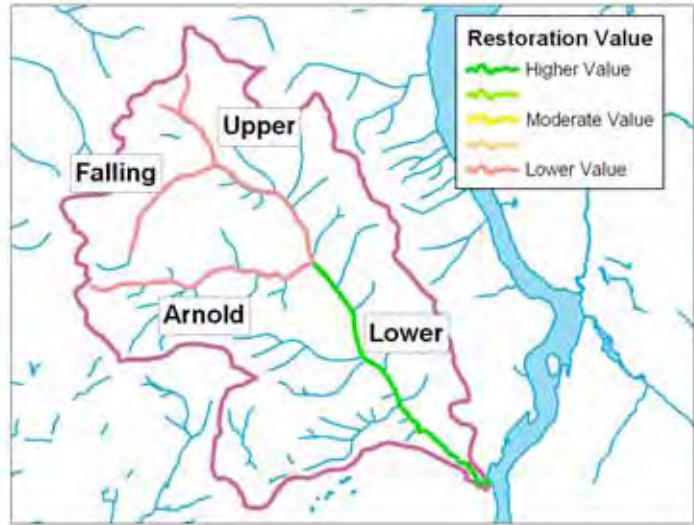 Restoration Value
Higher Value
Moderate Value
Lower Value
Upper
Falling
Arnold
Lower